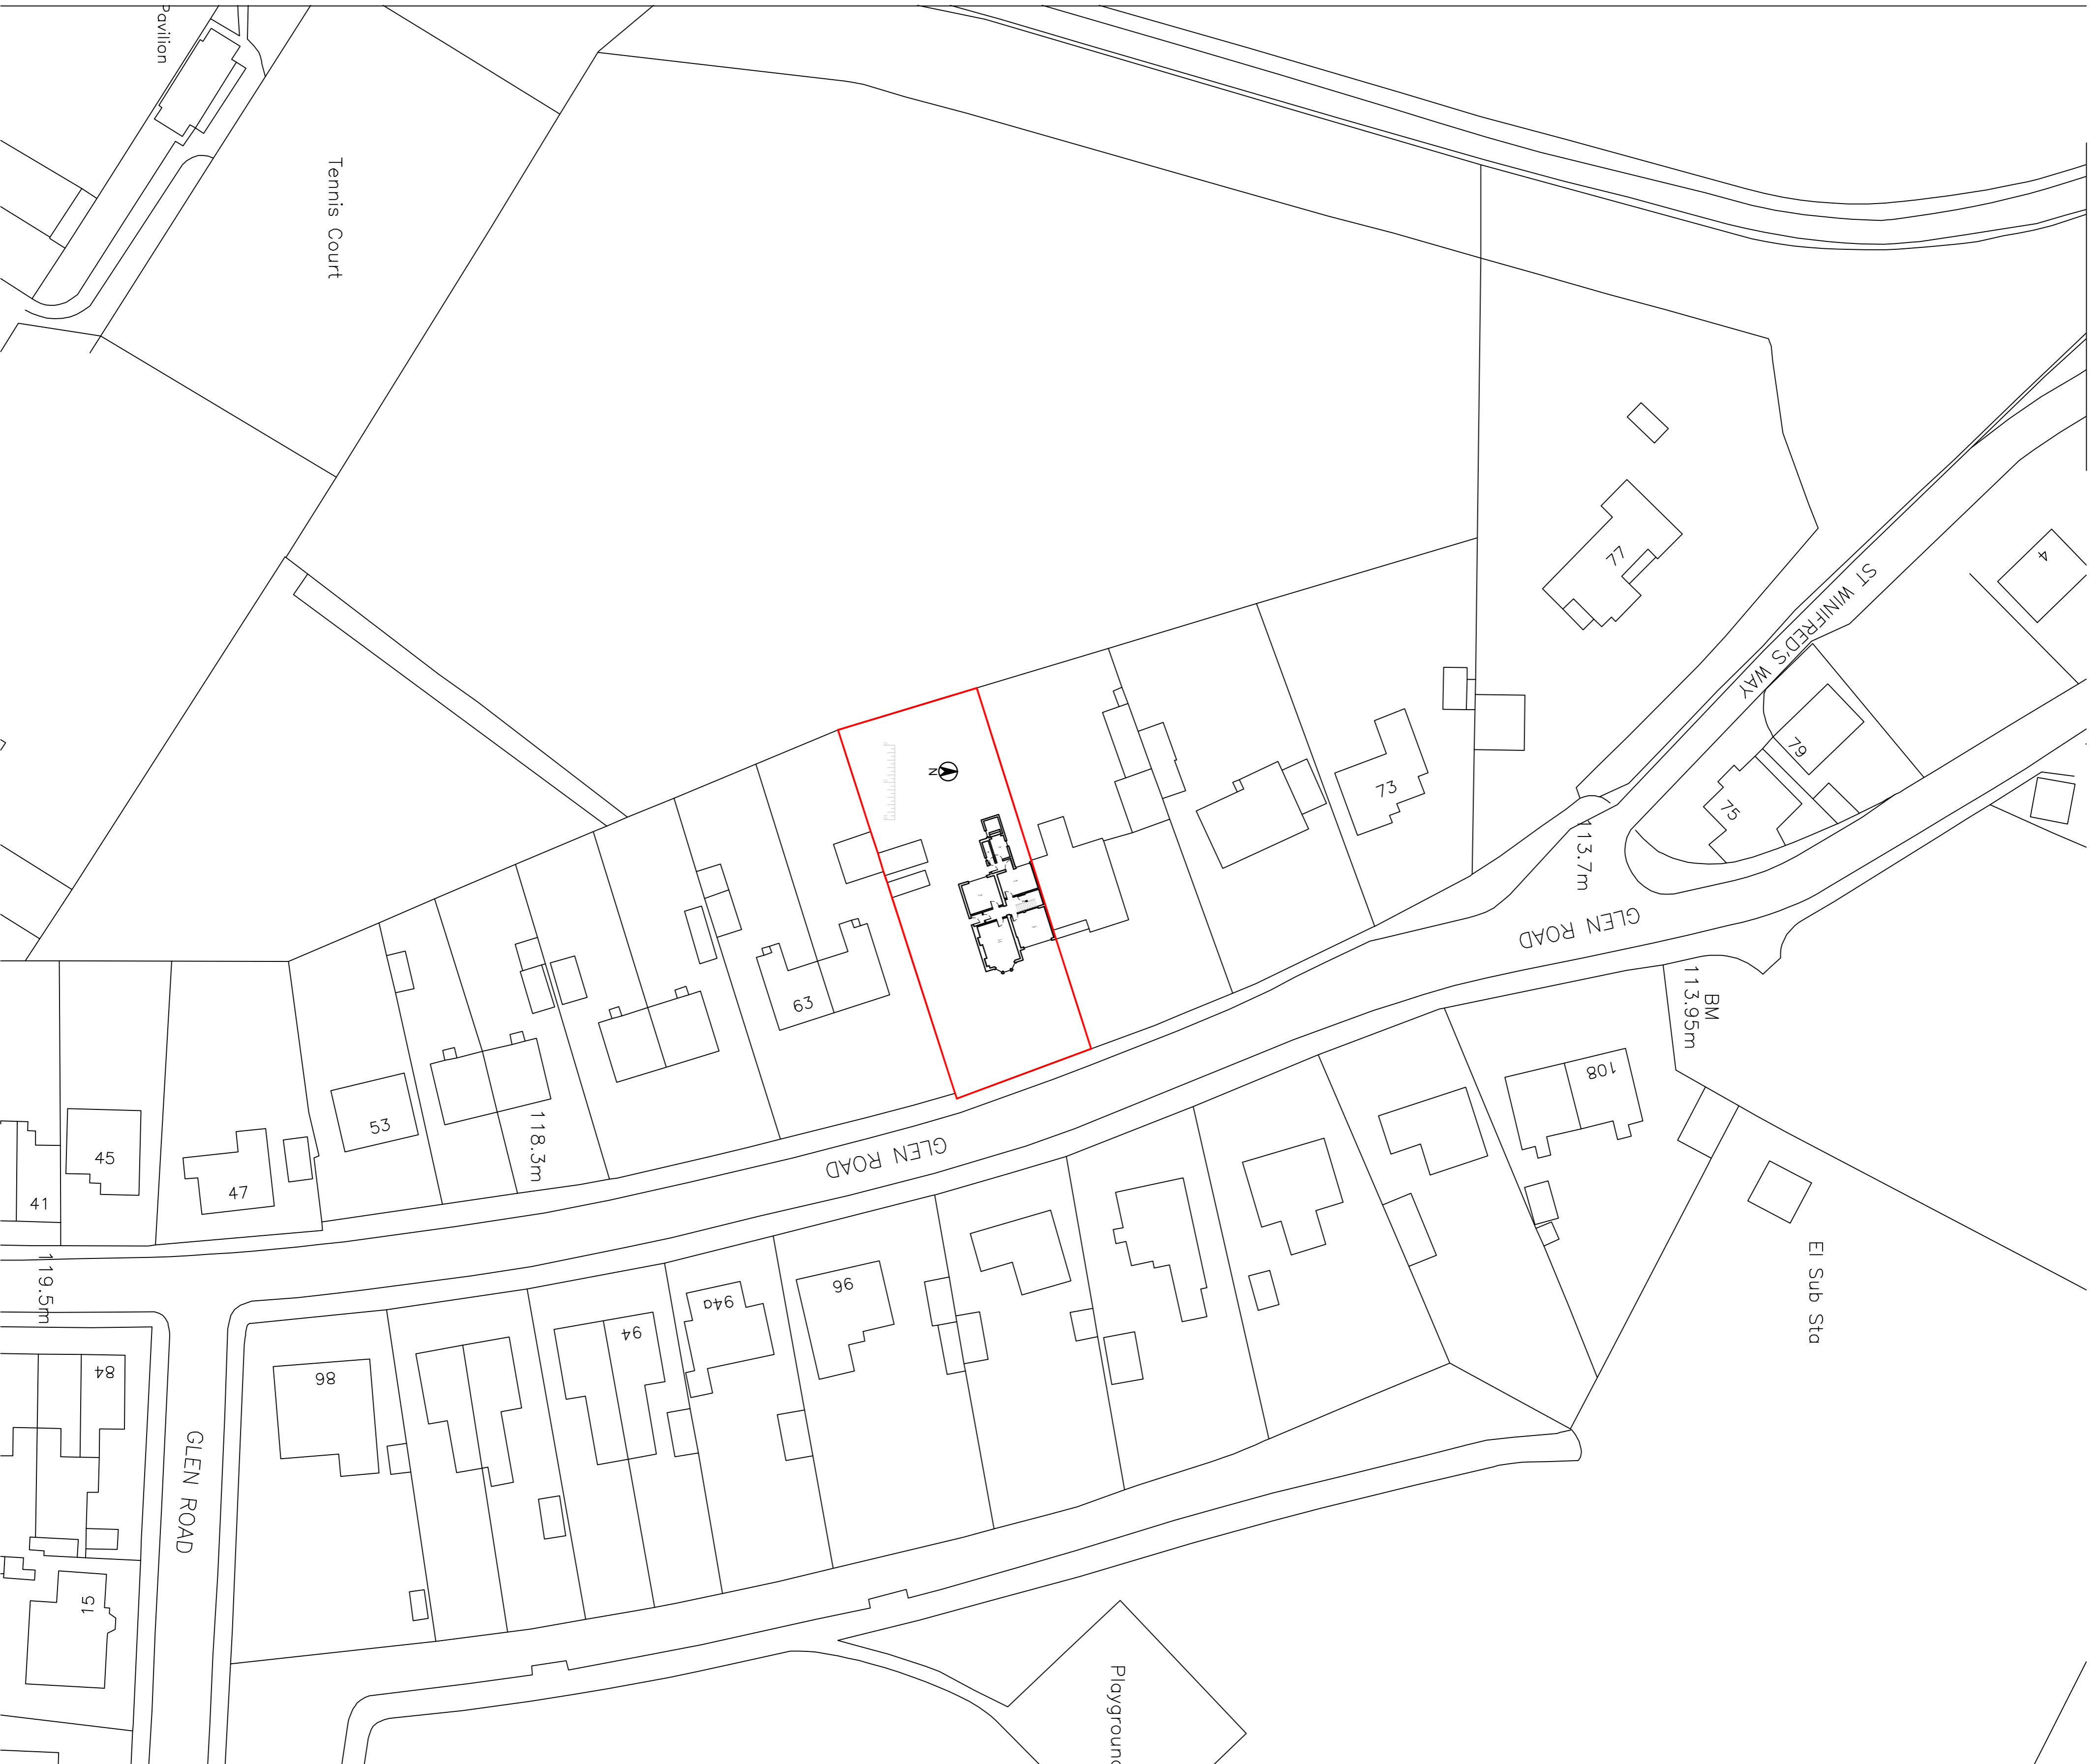 Pavilion
Tennis Court
77
4
ST WINIFRED'S WAY
79
75
73
N
113.7m
GLEN ROAD
BM
113.95m
63
108
53
118.3m
GLEN ROAD
45
47
41
119.5m
El Sub Sta
96
94a
94
86
84
GLEN ROAD
15
Playground